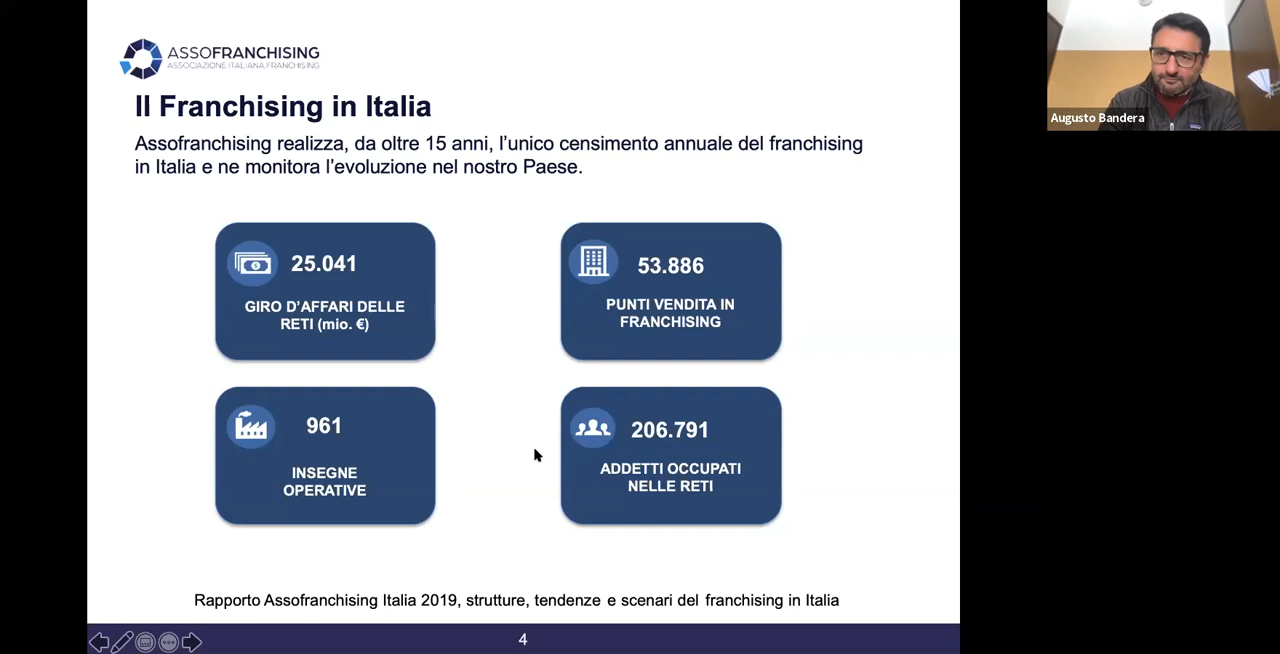 ASSOFRANCHISING
ASSOCIAZIONE ITALIANA FRANCHISING
Il Franchising in Italia
Assofranchising realizza, da oltre 15 anni, l’unico censimento annuale del franchising
in Italia e ne monitora l’evoluzione nel nostro Paese.
25.041
GIRO D’AFFARI DELLE
RETI (mio. €)
53.886
PUNTI VENDITA IN
FRANCHISING
961
INSEGNE
OPERATIVE
206.791
ADDETTI OCCUPATI
NELLE RETI
Rapporto Assofranchising Italia 2019, strutture, tendenze e scenari del franchising in Italia
4
Augusto Bandera